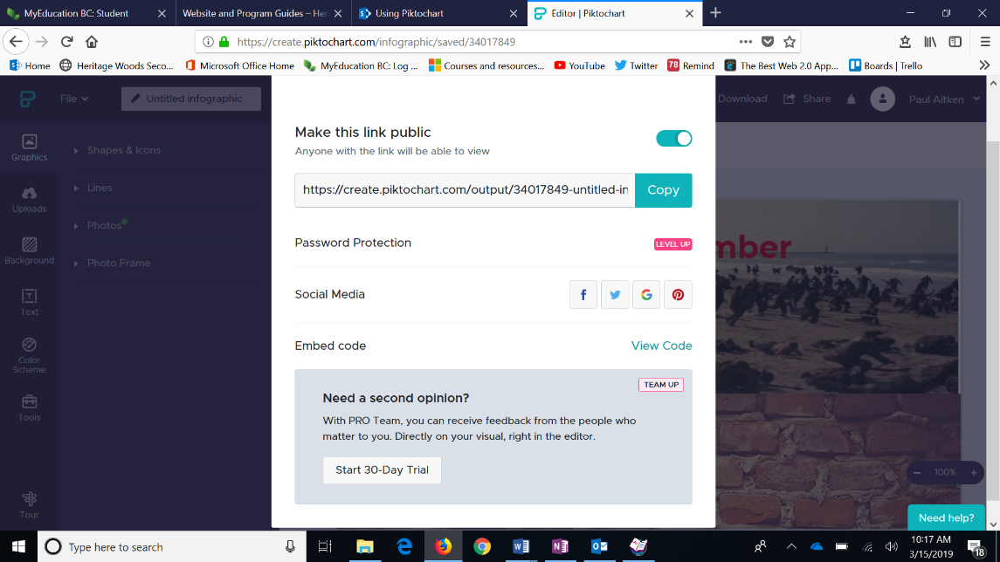 MyEducation BC: Student
Website and Program Guides – Her
Using Piktochart
Editor | Piktochart
https://create.piktochart.com/infographic/saved/34017849
Home
Heritage Woods Seco...
Microsoft Office Home
MyEducation BC: Log ...
Courses and resources...
YouTube
Twitter
78
Remind
The Best Web 2.0 App...
Boards | Trello
File
Untitled infographic
Download
Share
Paul Aitken
Graphics
Uploads
Background
Text
Color
Scheme
Tools
Tour
Shapes & Icons
Lines
Photos
Photo Frame
Make this link public
Anyone with the link will be able to view
https://create.piktochart.com/output/34017849-untitled-in
Copy
Password Protection
LEVEL UP
Social Media
Embed code
View Code
TEAM UP
Need a second opinion?
With PRO Team, you can receive feedback from the people who
matter to you. Directly on your visual, right in the editor.
Start 30-Day Trial
mber
100%
Need help?
Type here to search
10:17 AM
3/15/2019
18